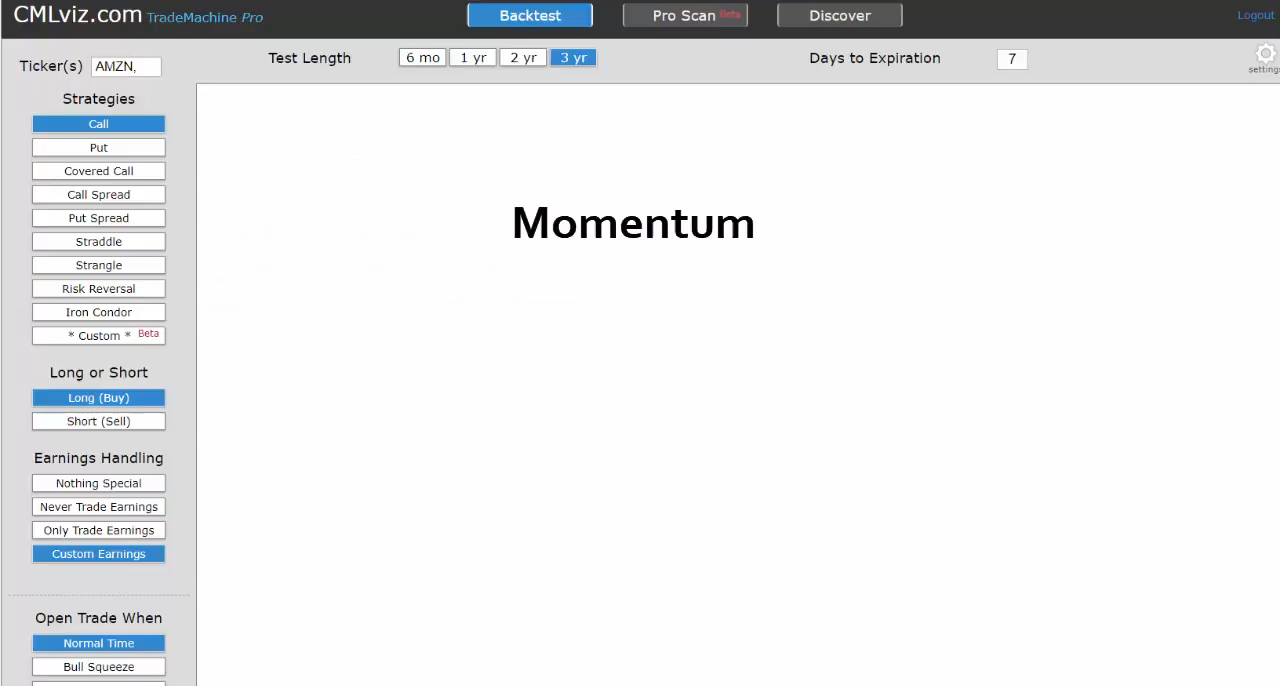 CMLviz.com TradeMachine Pro Backtest Pro Scan Beta Discover Logout
Ticker(s) AMZN, Test Length 6 mo 1 yr 2 yr 3 yr Days to Expiration 7 settings
Strategies
Call
Put
Covered Call
Call Spread
Put Spread
Straddle
Strangle
Risk Reversal
Iron Condor
* Custom * Beta
Momentum
Long or Short
Long (Buy)
Short (Sell)
Earnings Handling
Nothing Special
Never Trade Earnings
Only Trade Earnings
Custom Earnings
Open Trade When
Normal Time
Bull Squeeze